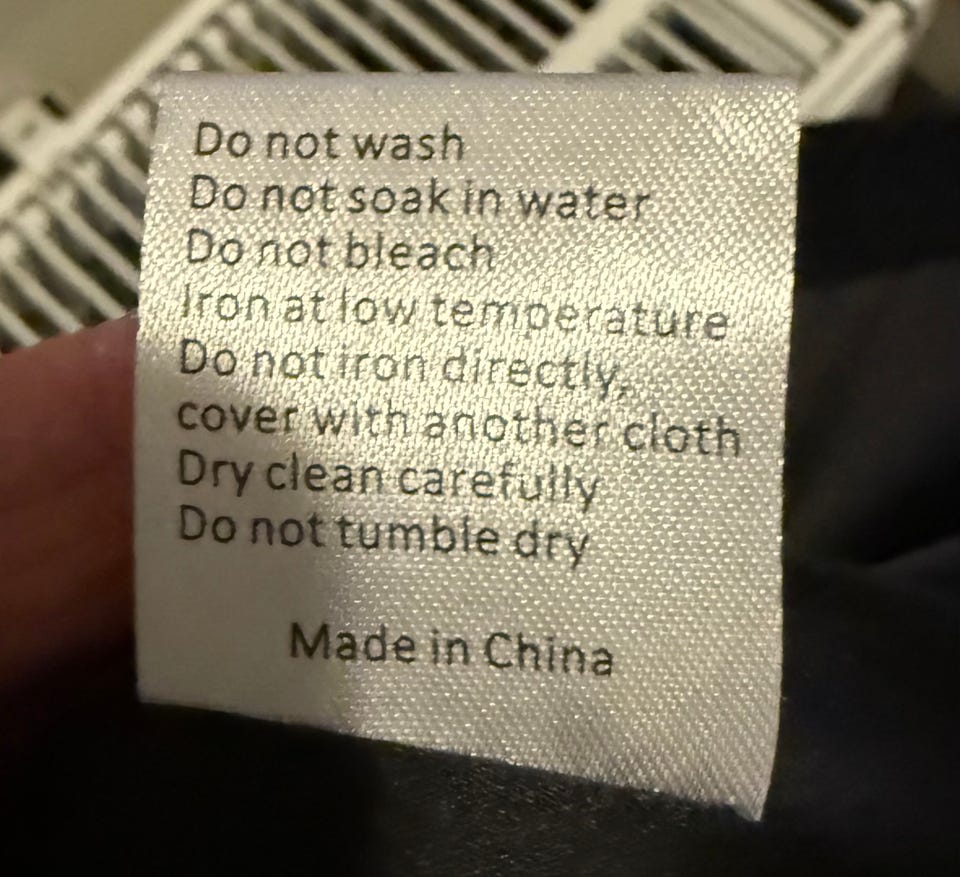 Do not wash
Do not soak in water
Do not bleach
Iron at low temperature
Do not iron directly,
cover with another cloth
Dry clean carefully
Do not tumble dry
Made in China